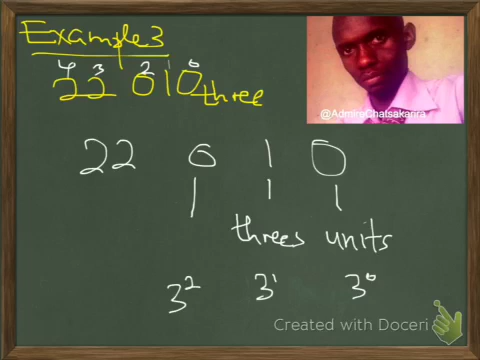 Example 3
4 3 2 1 0
22010three
@AdmireChatsakarira
22 0 1 0
threes units
3² 3¹ 3⁰
Created with Doceri